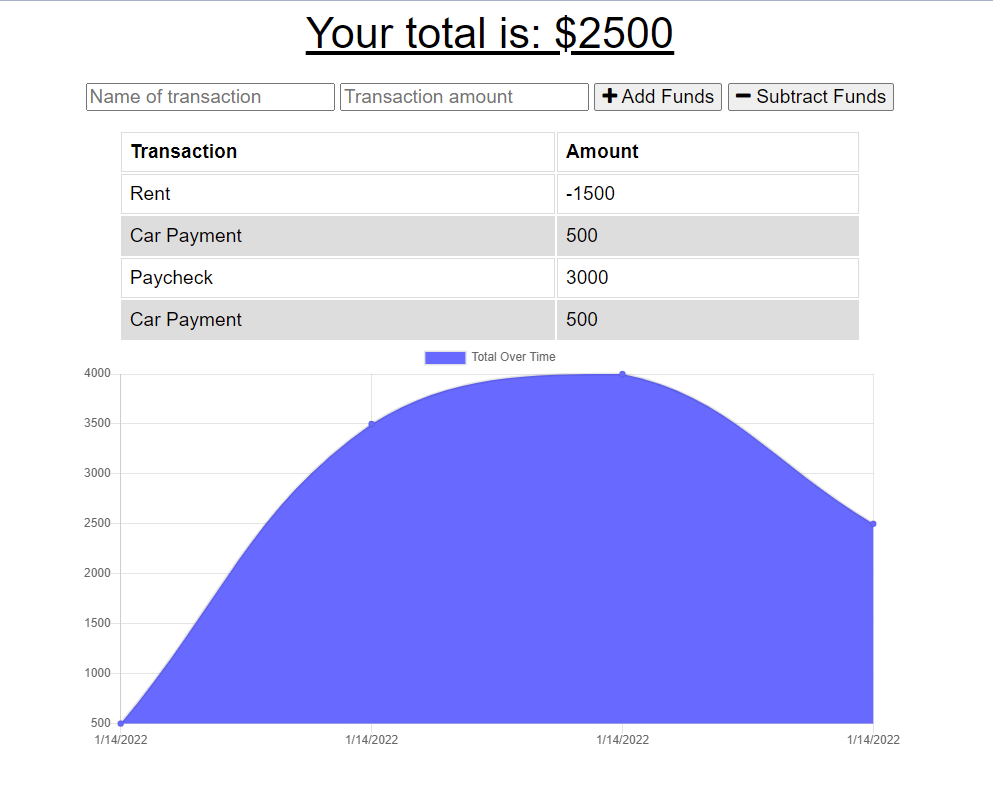 Your total is: $2500
Name of transaction Transaction amount Add Funds Subtract Funds
Transaction Amount
Rent -1500
Car Payment 500
Paycheck 3000
Car Payment 500
Total Over Time
4000
3500
3000
2500
2000
1500
1000
500
1/14/2022 1/14/2022 1/14/2022 1/14/2022